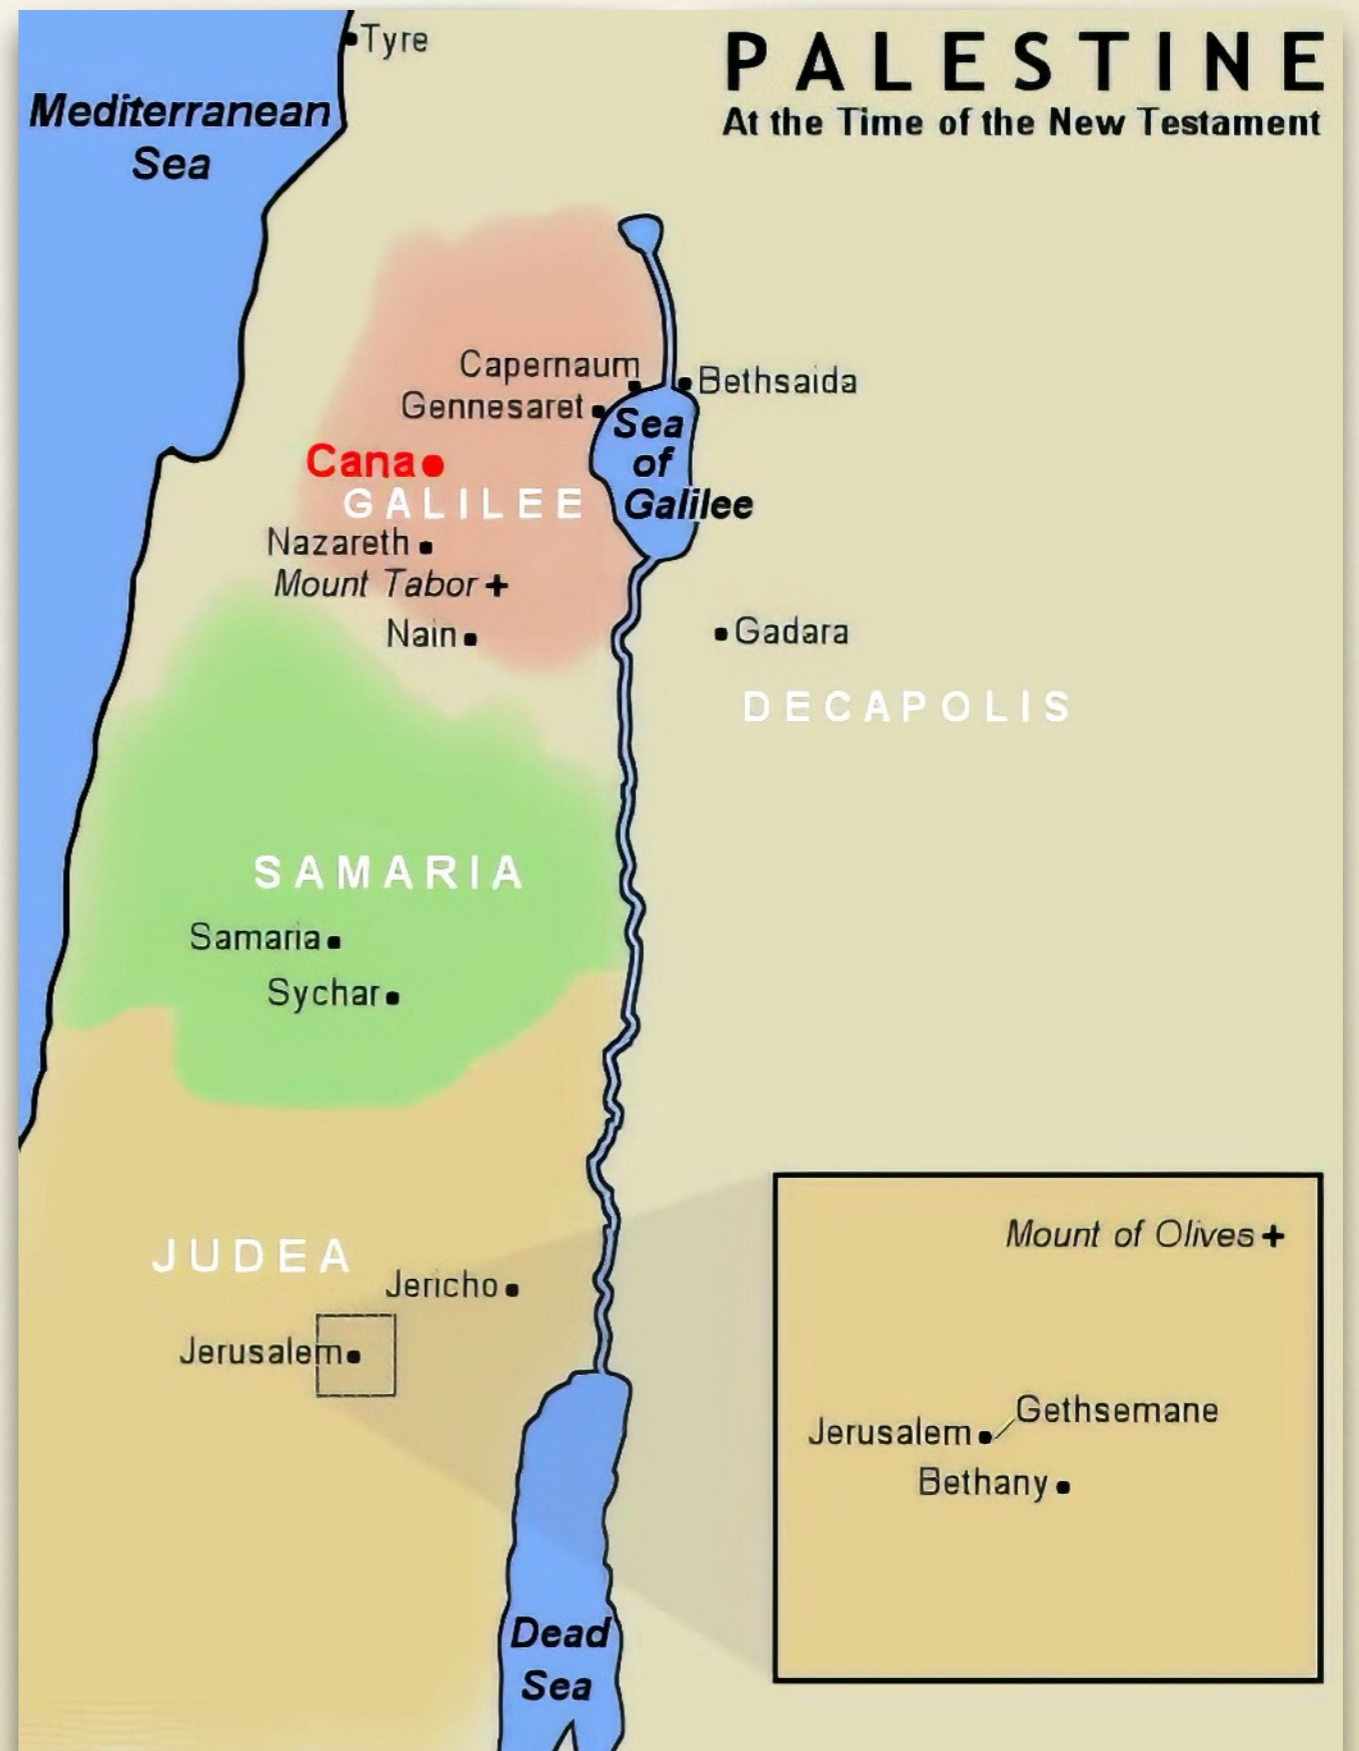 Tyre
PALESTINE
At the Time of the New Testament
Mediterranean
Sea
Capernaum
Bethsaida
Gennesaret
Sea
of
Galilee
Cana
GALILEE
Nazareth
Mount Tabor
Nain
Gadara
DECAPOLIS
SAMARIA
Samaria
Sychar
JUDEA
Jericho
Jerusalem
Mount of Olives
Gethsemane
Jerusalem
Bethany
Dead
Sea